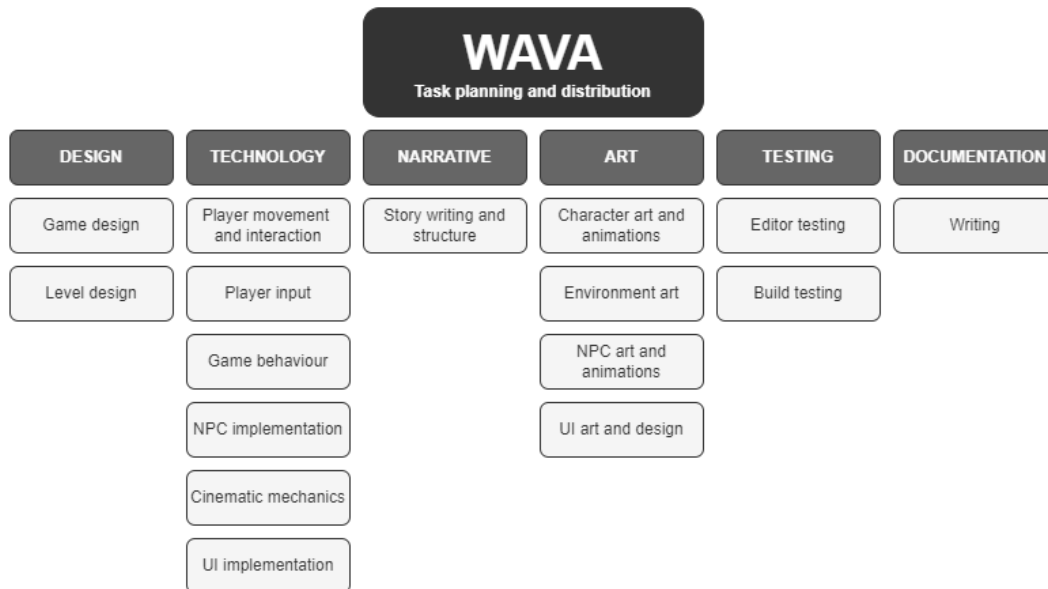 WAVA
Task planning and distribution
DESIGN
Game design
Level design
TECHNOLOGY
Player movement
and interaction
Player input
Game behaviour
NPC implementation
Cinematic mechanics
UI implementation
NARRATIVE
Story writing and
structure
ART
Character art and
animations
Environment art
NPC art and
animations
UI art and design
TESTING
Editor testing
Build testing
DOCUMENTATION
Writing